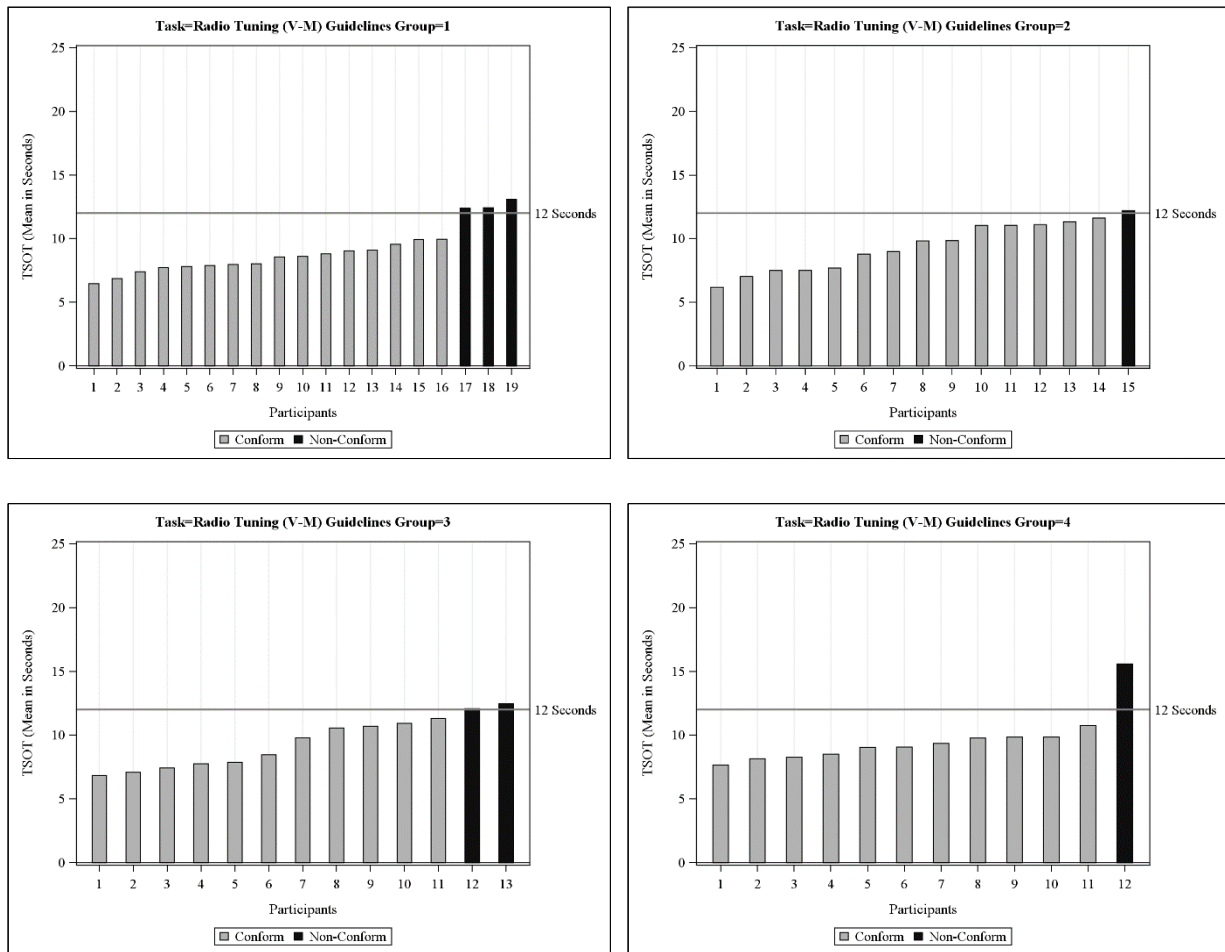 Task=Radio Tuning (V-M) Guidelines Group=1
25
20
15
10
5
0
TSOT (Mean in Seconds)
12 Seconds
1 2 3 4 5 6 7 8 9 10 11 12 13 14 15 16 17 18 19
Participants
Conform Non-Conform
Task=Radio Tuning (V-M) Guidelines Group=2
25
20
15
10
5
0
TSOT (Mean in Seconds)
12 Seconds
1 2 3 4 5 6 7 8 9 10 11 12 13 14 15
Participants
Conform Non-Conform
Task=Radio Tuning (V-M) Guidelines Group=3
25
20
15
10
5
0
TSOT (Mean in Seconds)
12 Seconds
1 2 3 4 5 6 7 8 9 10 11 12 13
Participants
Conform Non-Conform
Task=Radio Tuning (V-M) Guidelines Group=4
25
20
15
10
5
0
TSOT (Mean in Seconds)
12 Seconds
1 2 3 4 5 6 7 8 9 10 11 12
Participants
Conform Non-Conform